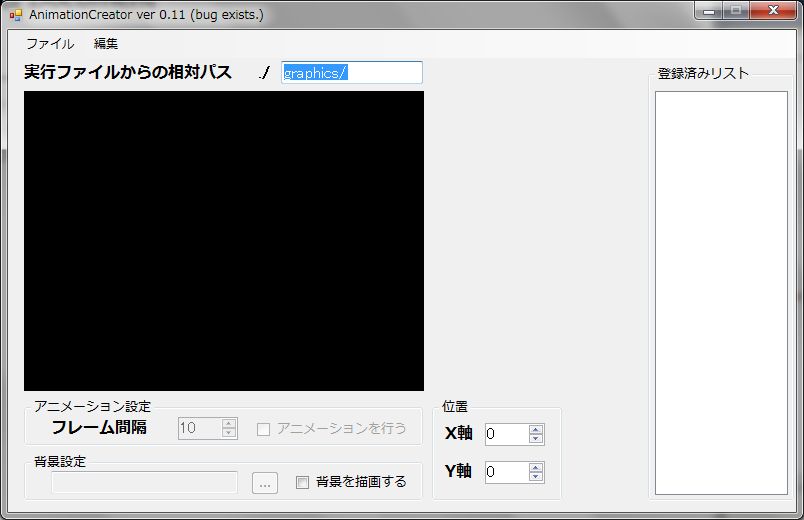 AnimationCreator ver 0.11 (bug exists.)
ファイル 編集
実行ファイルからの相対パス ./ graphics/
登録済みリスト
アニメーション設定
フレーム間隔 10 アニメーションを行う
位置
X軸 0
Y軸 0
背景設定
... 背景を描画する